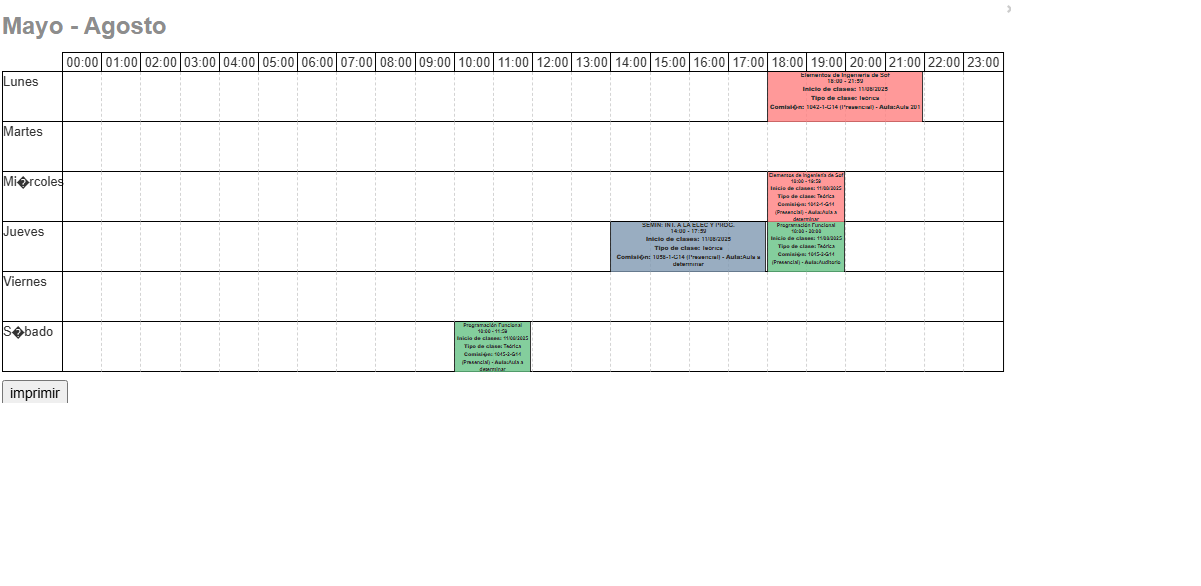 Mayo - Agosto
00:00 01:00 02:00 03:00 04:00 05:00 06:00 07:00 08:00 09:00 10:00 11:00 12:00 13:00 14:00 15:00 16:00 17:00 18:00 19:00 20:00 21:00 22:00 23:00
Lunes
Elementos de Ingeniería de Sof
18:00 - 21:59
Inicio de clases: 11/08/2025
Tipo de clase: Teórica
Comisi�n: 1042-1-G14 (Presencial) - Aula:Aula 201
Martes
Mi�rcoles
Elementos de Ingeniería de Sof
18:00 - 19:59
Inicio de clases: 11/08/2025
Tipo de clase: Teórica
Comisi�n: 1042-1-G14
(Presencial) - Aula:Aula a
determinar
Jueves
SEMIN: INT. A LA ELEC Y PROG.
14:00 - 17:59
Inicio de clases: 11/08/2025
Tipo de clase: Teórica
Comisi�n: 1058-1-G14 (Presencial) - Aula:Aula a
determinar
Programación Funcional
18:00 - 20:00
Inicio de clases: 11/08/2025
Tipo de clase: Teórica
Comisi�n: 1045-2-G14
(Presencial) - Aula:Auditorio
Viernes
S�bado
Programación Funcional
10:00 - 11:59
Inicio de clases: 11/08/2025
Tipo de clase: Teórica
Comisi�n: 1045-2-G14
(Presencial) - Aula:Aula a
determinar
imprimir